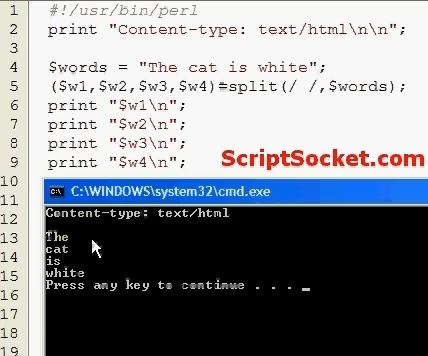 1 #!/usr/bin/perl
2 print "Content-type: text/html\n\n";
3
4 $words = "The cat is white";
5 ($w1,$w2,$w3,$w4)=split(/ /,$words);
6 print "$w1\n";
7 print "$w2\n";
8 print "$w3\n";
9 print "$w4\n";
ScriptSocket.com
10
11
12
13
14
15
16
17
18
19
C:\WINDOWS\system32\cmd.exe
Content-type: text/html
The
cat
is
white
Press any key to continue . . . _